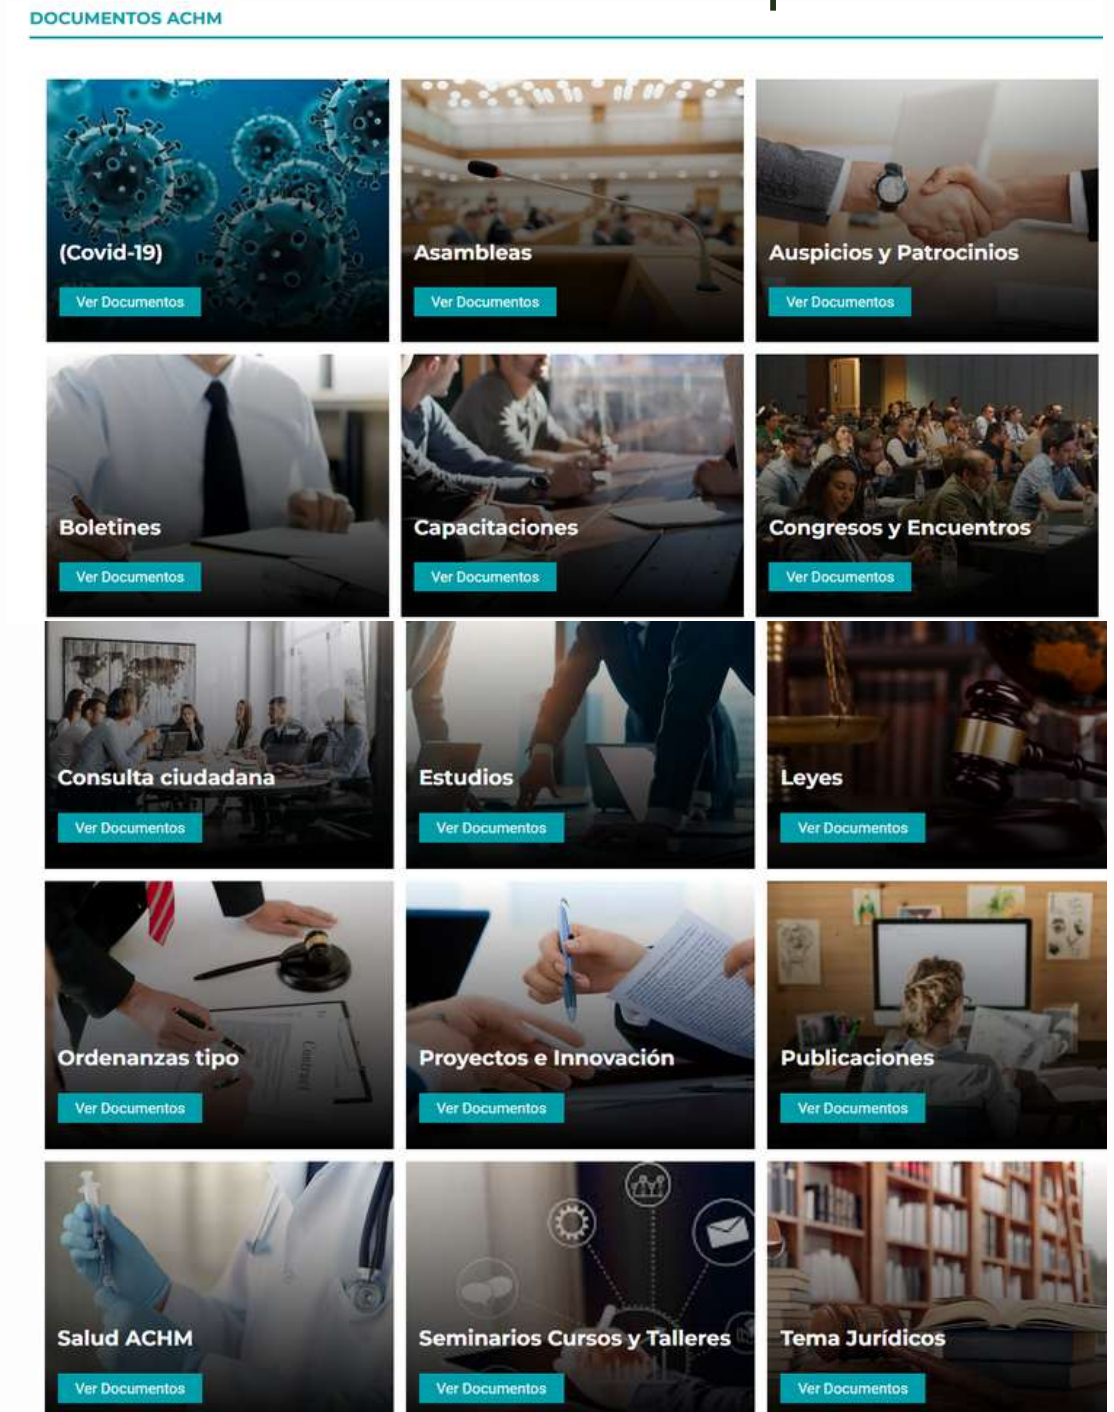 DOCUMENTOS ACHM
(Covid-19)
Ver Documentos
Asambleas
Ver Documentos
Auspicios y Patrocinios
Ver Documentos
Boletines
Ver Documentos
Capacitaciones
Ver Documentos
Congresos y Encuentros
Ver Documentos
Consulta ciudadana
Ver Documentos
Estudios
Ver Documentos
Leyes
Ver Documentos
Ordenanzas tipo
Ver Documentos
Contract
Proyectos e Innovación
Ver Documentos
Publicaciones
Ver Documentos
Salud ACHM
Ver Documentos
Seminarios Cursos y Talleres
Ver Documentos
Tema Jurídicos
Ver Documentos